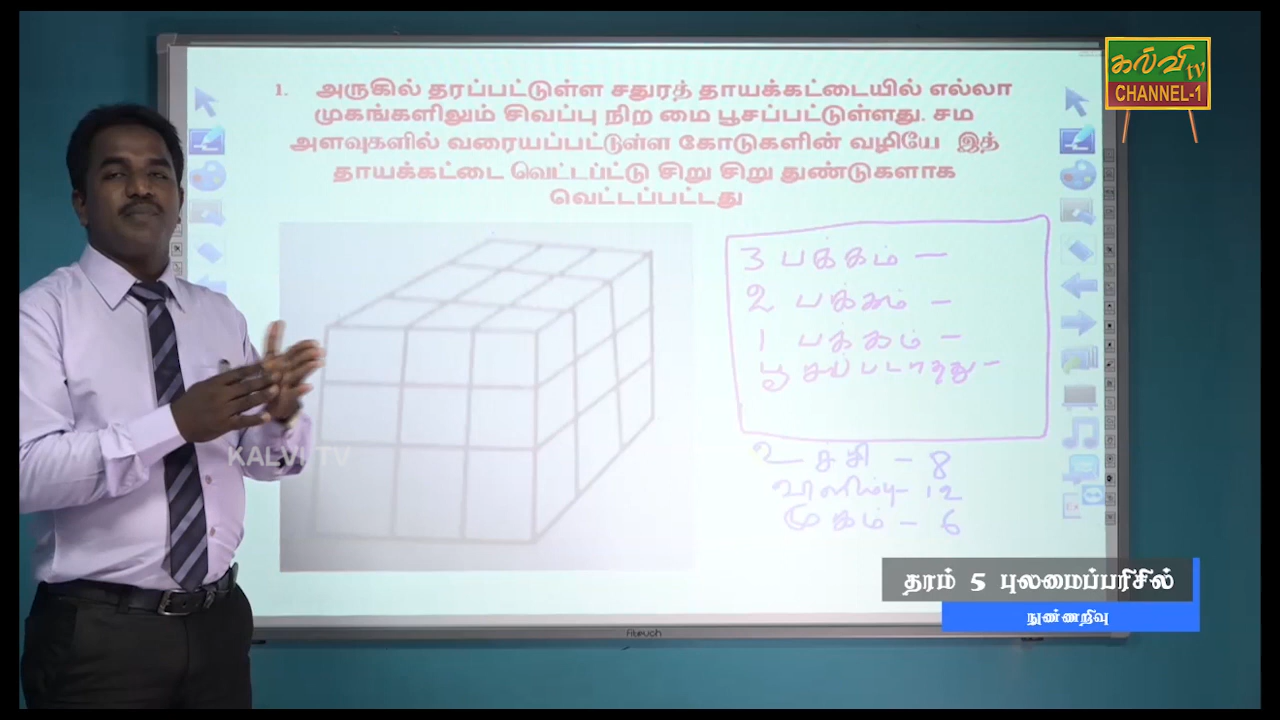 1. அருகில் தரப்பட்டுள்ள சதுரத் தாயக்கட்டையில் எல்லா
முகங்களிலும் சிவப்பு நிற மை பூசப்பட்டுள்ளது. சம
அளவுகளில் வரையப்பட்டுள்ள கோடுகளின் வழியே இத்
தாயக்கட்டை வெட்டப்ட்டு சிறு சிறு துண்டுகளாக
வெட்டப்பட்டது
3 பக்கம் —
2 பக்கம் –
1 பக்கம் –
பூசப்படாதது –
உச்சி – 8
விளிம்பு – 12
முகம் – 6
கல்வி tv
CHANNEL-1
KALVI TV
தரம் 5 புலமைப்பரிசில்
நுண்ணறிவு